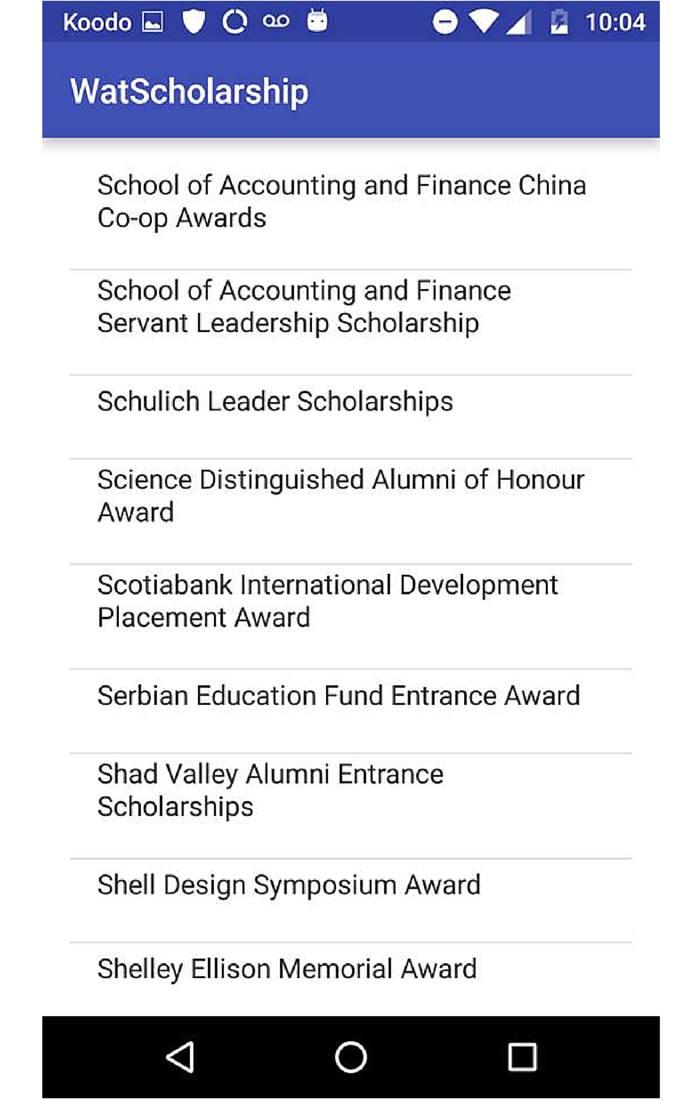 Koodo 10:04
WatScholarship
School of Accounting and Finance China
Co-op Awards
School of Accounting and Finance
Servant Leadership Scholarship
Schulich Leader Scholarships
Science Distinguished Alumni of Honour
Award
Scotiabank International Development
Placement Award
Serbian Education Fund Entrance Award
Shad Valley Alumni Entrance
Scholarships
Shell Design Symposium Award
Shelley Ellison Memorial Award